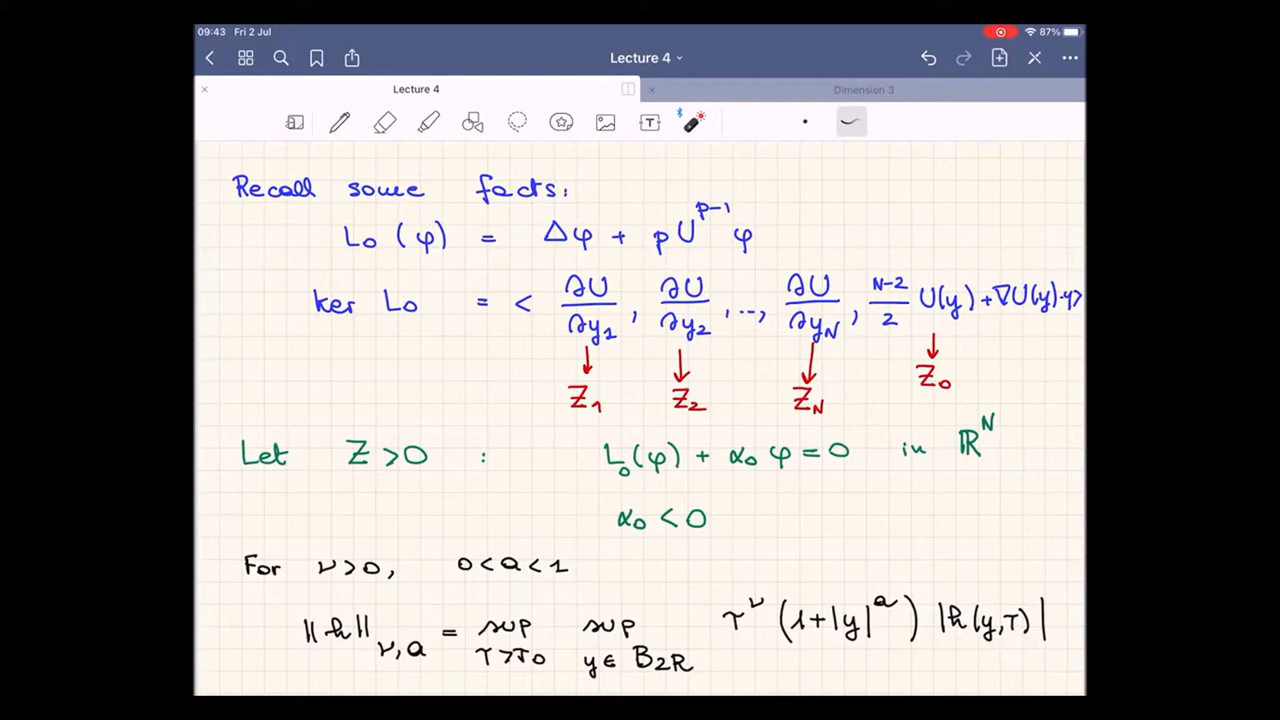 09:43 Fri 2 Jul 87%
Lecture 4
Lecture 4 Dimension 3
Recall some facts:
L₀(φ) = Δφ + pU^{p-1} φ
ker L₀ = < ∂U/∂y₁, ∂U/∂y₂, ..., ∂U/∂y_N, N-2/2 U(y) + ∇U(y)·y>
Z₁ Z₂ Z_N Z₀
Let Z > 0 : L₀(φ) + α₀ φ = 0 in ℝ^N
α₀ < 0
For ν > 0, 0 < a < 1
||h||_{ν,a} = sup_{τ>τ₀} sup_{y∈B_{2R}} τ^ν (1+|y|^a) |h(y,τ)|